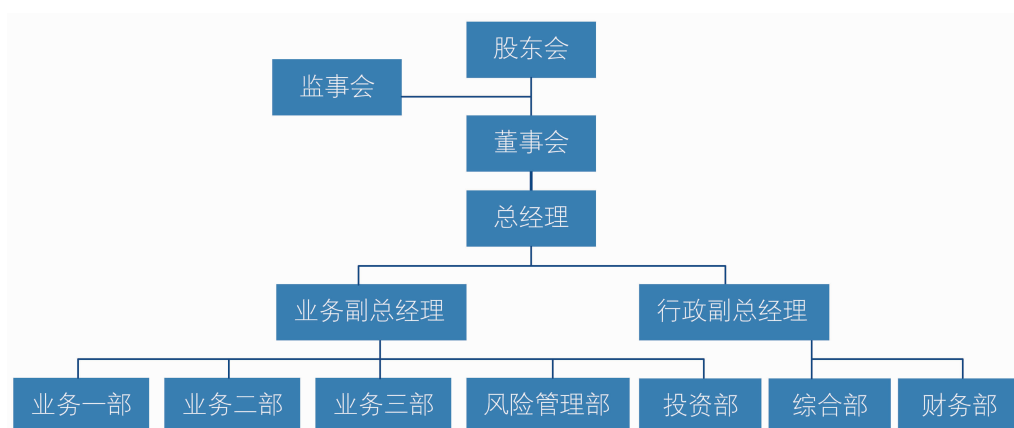 股东会
监事会
董事会
总经理
业务副总经理
行政副总经理
业务一部
业务二部
业务三部
风险管理部
投资部
综合部
财务部